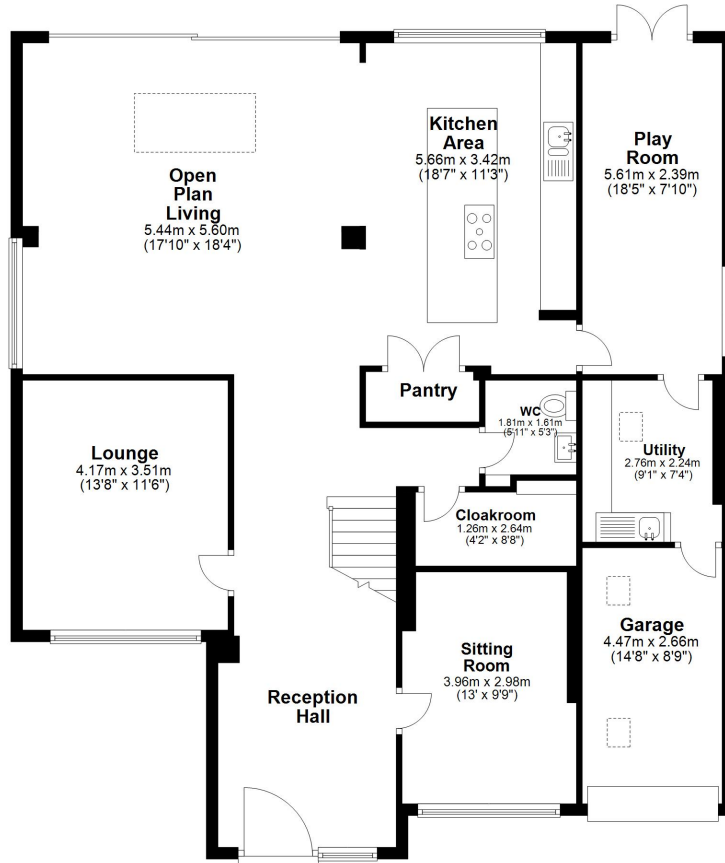 Open
Plan
Living
5.44m x 5.60m
(17'10" x 18'4")
Kitchen
Area
5.66m x 3.42m
(18'7" x 11'3")
Play
Room
5.61m x 2.39m
(18'5" x 7'10")
Pantry
WC
1.81m x 1.61m
(5'11" x 5'3")
Lounge
4.17m x 3.51m
(13'8" x 11'6")
Utility
2.76m x 2.24m
(9'1" x 7'4")
Cloakroom
1.26m x 2.64m
(4'2" x 8'8")
Garage
4.47m x 2.66m
(14'8" x 8'9")
Sitting
Room
3.96m x 2.98m
(13' x 9'9")
Reception
Hall